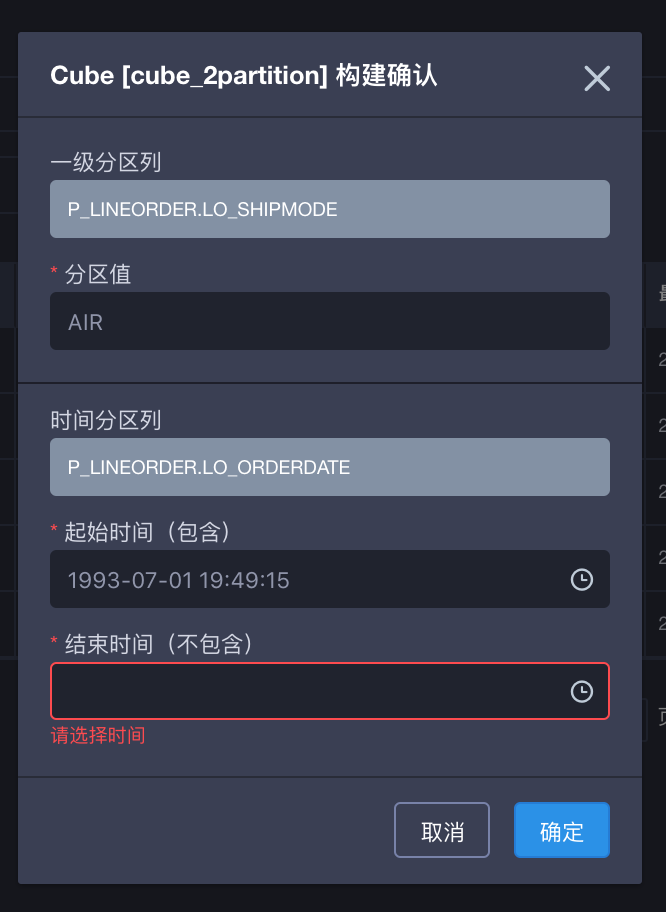 Cube [cube_2partition] 构建确认
一级分区列
P_LINEORDER.LO_SHIPMODE
* 分区值
AIR
时间分区列
P_LINEORDER.LO_ORDERDATE
* 起始时间（包含）
1993-07-01 19:49:15
* 结束时间（不包含）
请选择时间
取消
确定